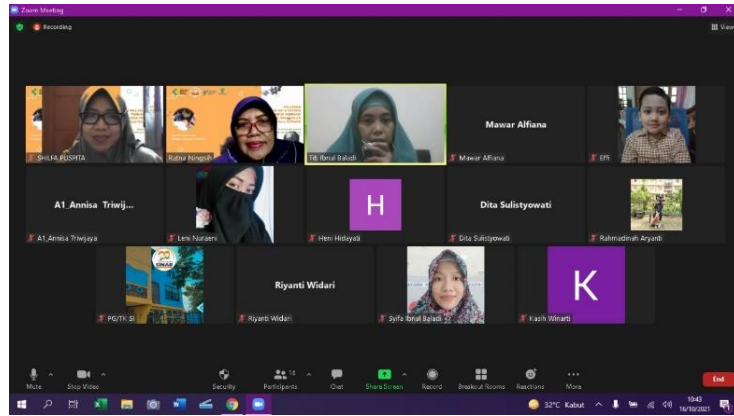 Zoom Meeting
Recording
View
SHILFA PUSPITA
Ratna Ningsih
Titi Ibnul Baladi
Mawar Alfiana
Mawar Alfiana
Effi
A1_Annisa Triwij...
A1_Annisa Triwijaya
Leni Nuraeni
H
Heni Hidayati
Dita Sulistyowati
Dita Sulistyowati
Rahmadinah Aryanti
PG/TK SI
Riyanti Widari
Riyanti Widari
Syifa Ibnul Baladi
K
Kasih Winarti
Mute
Stop Video
Security
14
Participants
Chat
Share Screen
Record
Breakout Rooms
Reactions
More
End
32°C Kabut
10:43
16/10/2021